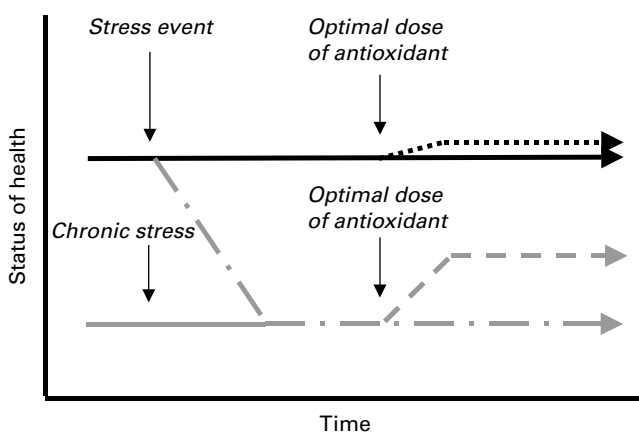 Stress event
Optimal dose
of antioxidant
Status of health
Chronic stress
Optimal dose
of antioxidant
Time